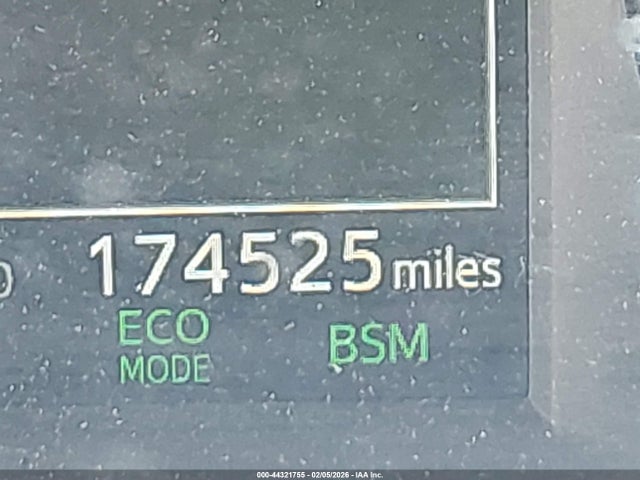 174525 miles
ECO BSM
MODE
000-44321755 - 02/05/2026 - IAA Inc.